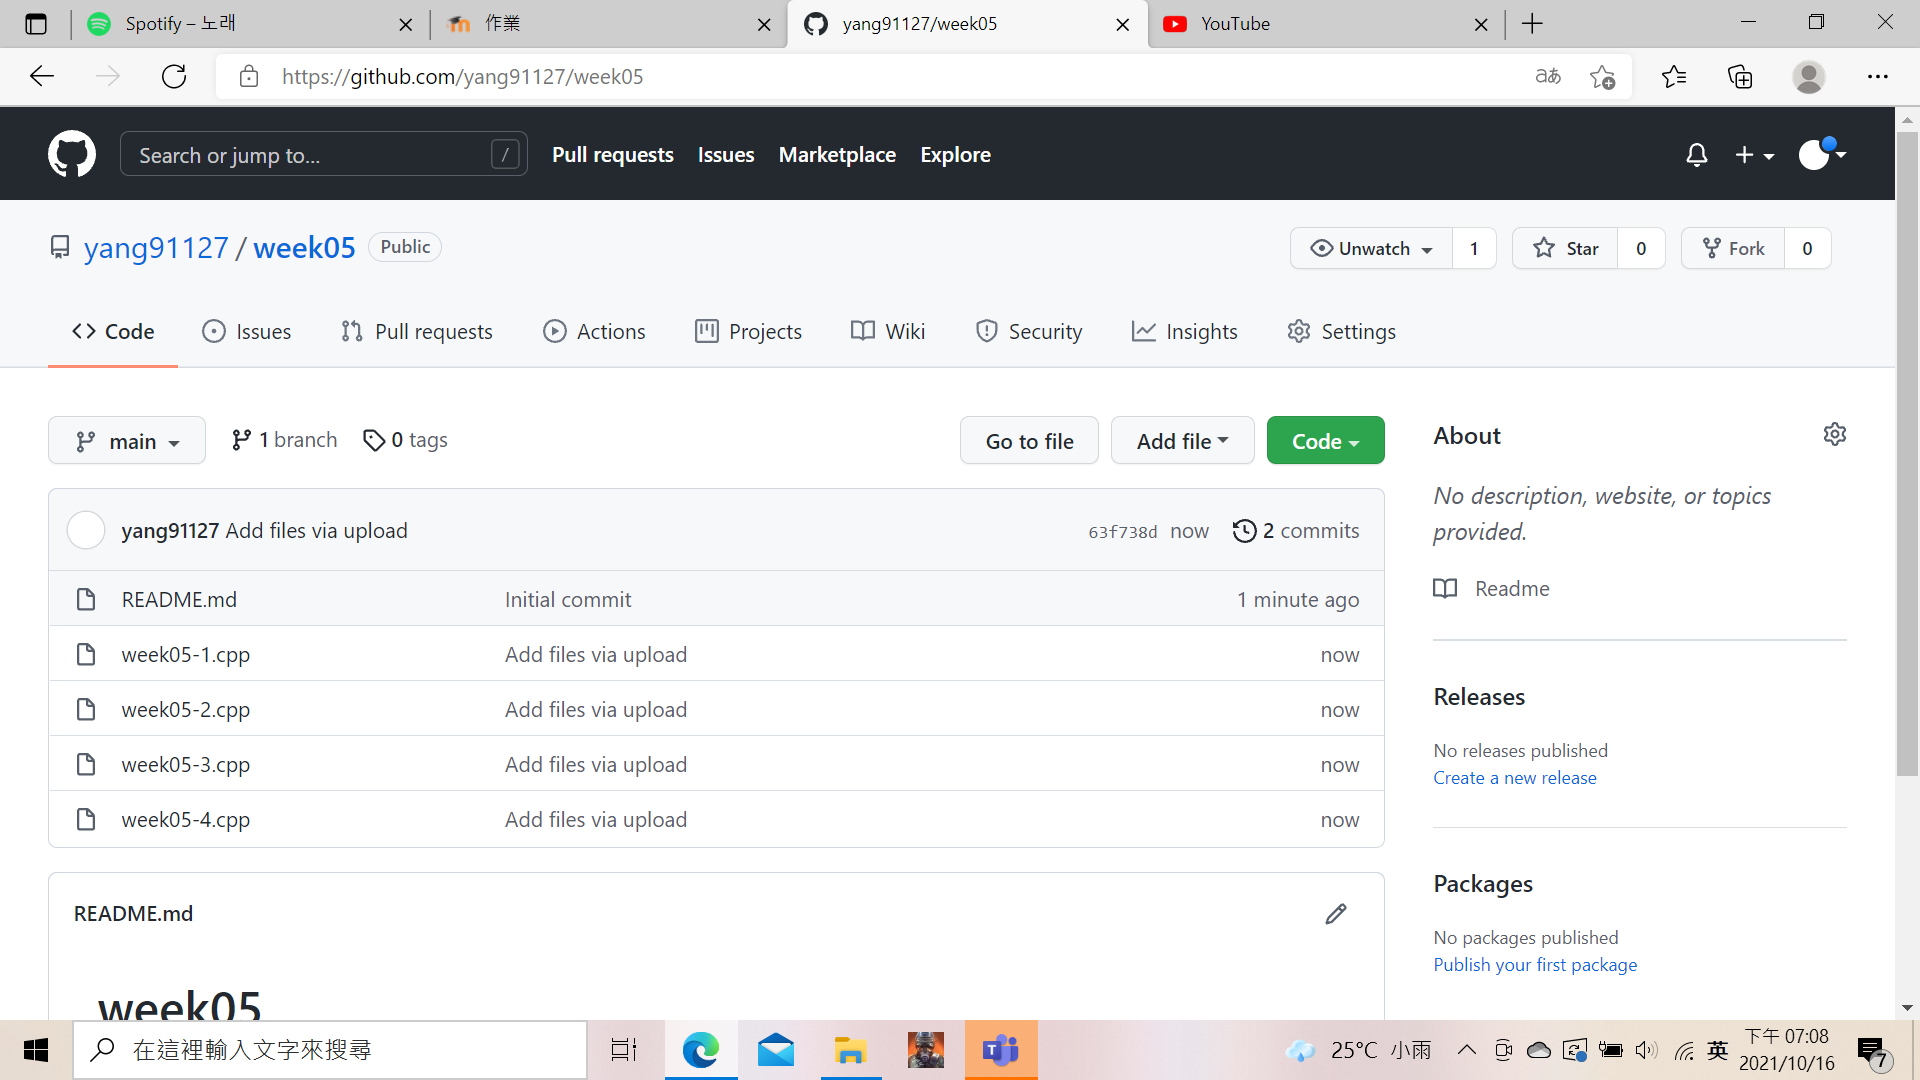 Spotify – 노래
作業
yang91127/week05
YouTube
https://github.com/yang91127/week05
aあ
Search or jump to... /
Pull requests Issues Marketplace Explore
yang91127 / week05 Public
Unwatch 1 Star 0 Fork 0
Code Issues Pull requests Actions Projects Wiki Security Insights Settings
main 1 branch 0 tags
Go to file Add file Code
yang91127 Add files via upload 63f738d now 2 commits
README.md Initial commit 1 minute ago
week05-1.cpp Add files via upload now
week05-2.cpp Add files via upload now
week05-3.cpp Add files via upload now
week05-4.cpp Add files via upload now
README.md
week05
About
No description, website, or topics
provided.
Readme
Releases
No releases published
Create a new release
Packages
No packages published
Publish your first package
在這裡輸入文字來搜尋
25°C 小雨
英
下午 07:08
2021/10/16
7